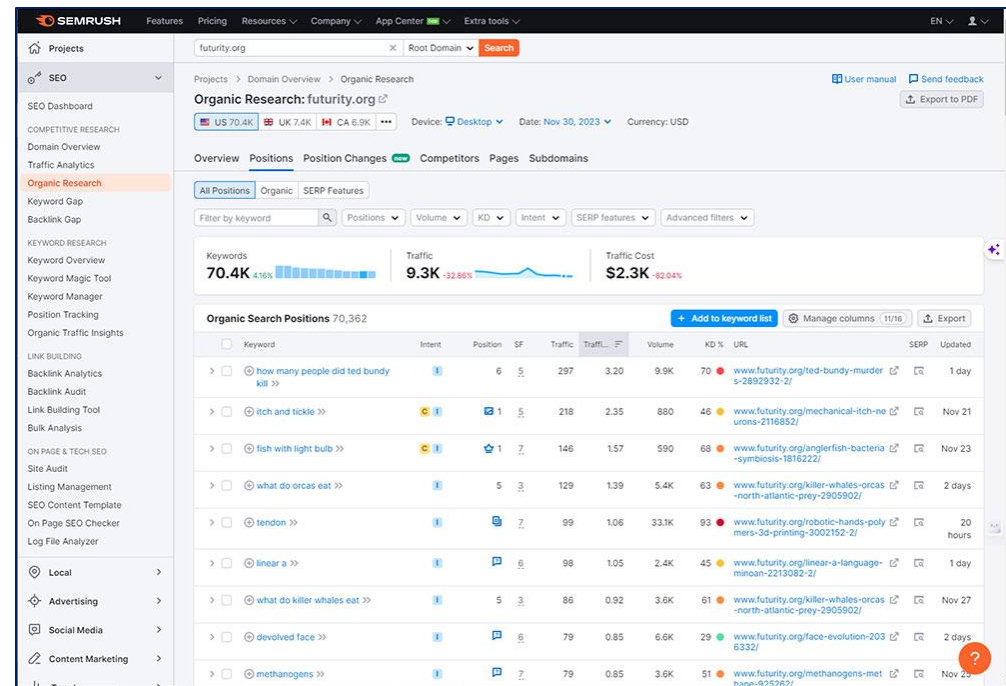 SEMRUSH
Features Pricing Resources Company App Center new Extra tools EN
Projects
SEO
SEO Dashboard
COMPETITIVE RESEARCH
Domain Overview
Traffic Analytics
Organic Research
Keyword Gap
Backlink Gap
KEYWORD RESEARCH
Keyword Overview
Keyword Magic Tool
Keyword Manager
Position Tracking
Organic Traffic Insights
LINK BUILDING
Backlink Analytics
Backlink Audit
Link Building Tool
Bulk Analysis
ON PAGE & TECH SEO
Site Audit
Listing Management
SEO Content Template
On Page SEO Checker
Log File Analyzer
Local
Advertising
Social Media
Content Marketing
futurity.org × Root Domain Search
Projects > Domain Overview > Organic Research User manual Send feedback
Organic Research: futurity.org Export to PDF
US 70.4K UK 7.4K CA 6.9K ••• Device: Desktop Date: Nov 30, 2023 Currency: USD
Overview Positions Position Changes new Competitors Pages Subdomains
All Positions Organic SERP Features
Filter by keyword Positions Volume KD Intent SERP features Advanced filters
Keywords Traffic Traffic Cost
70.4K 4.16% 9.3K -32.86% $2.3K -82.04%
Organic Search Positions 70,362 + Add to keyword list Manage columns 11/16 Export
Keyword Intent Position SF Traffic Traffi... Volume KD % URL SERP Updated
how many people did ted bundy I 6 5 297 3.20 9.9K 70 www.futurity.org/ted-bundy-murder 1 day
kill >> s-2892932-2/
itch and tickle >> C I 1 5 218 2.35 880 46 www.futurity.org/mechanical-itch-ne Nov 21
urons-2116852/
fish with light bulb >> C I 1 7 146 1.57 590 68 www.futurity.org/anglerfish-bacteria Nov 23
-symbiosis-1816222/
what do orcas eat >> I 5 3 129 1.39 5.4K 63 www.futurity.org/killer-whales-orcas 2 days
-north-atlantic-prey-2905902/
tendon >> I 7 99 1.06 33.1K 93 www.futurity.org/robotic-hands-poly 20
mers-3d-printing-3002152-2/ hours
linear a >> I 6 98 1.05 2.4K 45 www.futurity.org/linear-a-language- 1 day
minoan-2213082-2/
what do killer whales eat >> I 5 3 86 0.92 3.6K 61 www.futurity.org/killer-whales-orcas Nov 27
-north-atlantic-prey-2905902/
devolved face >> I 6 79 0.85 6.6K 29 www.futurity.org/face-evolution-203 2 days
6332/
methanogens >> I 7 79 0.85 3.6K 51 www.futurity.org/methanogens-met Nov 25
hane-925262/
?